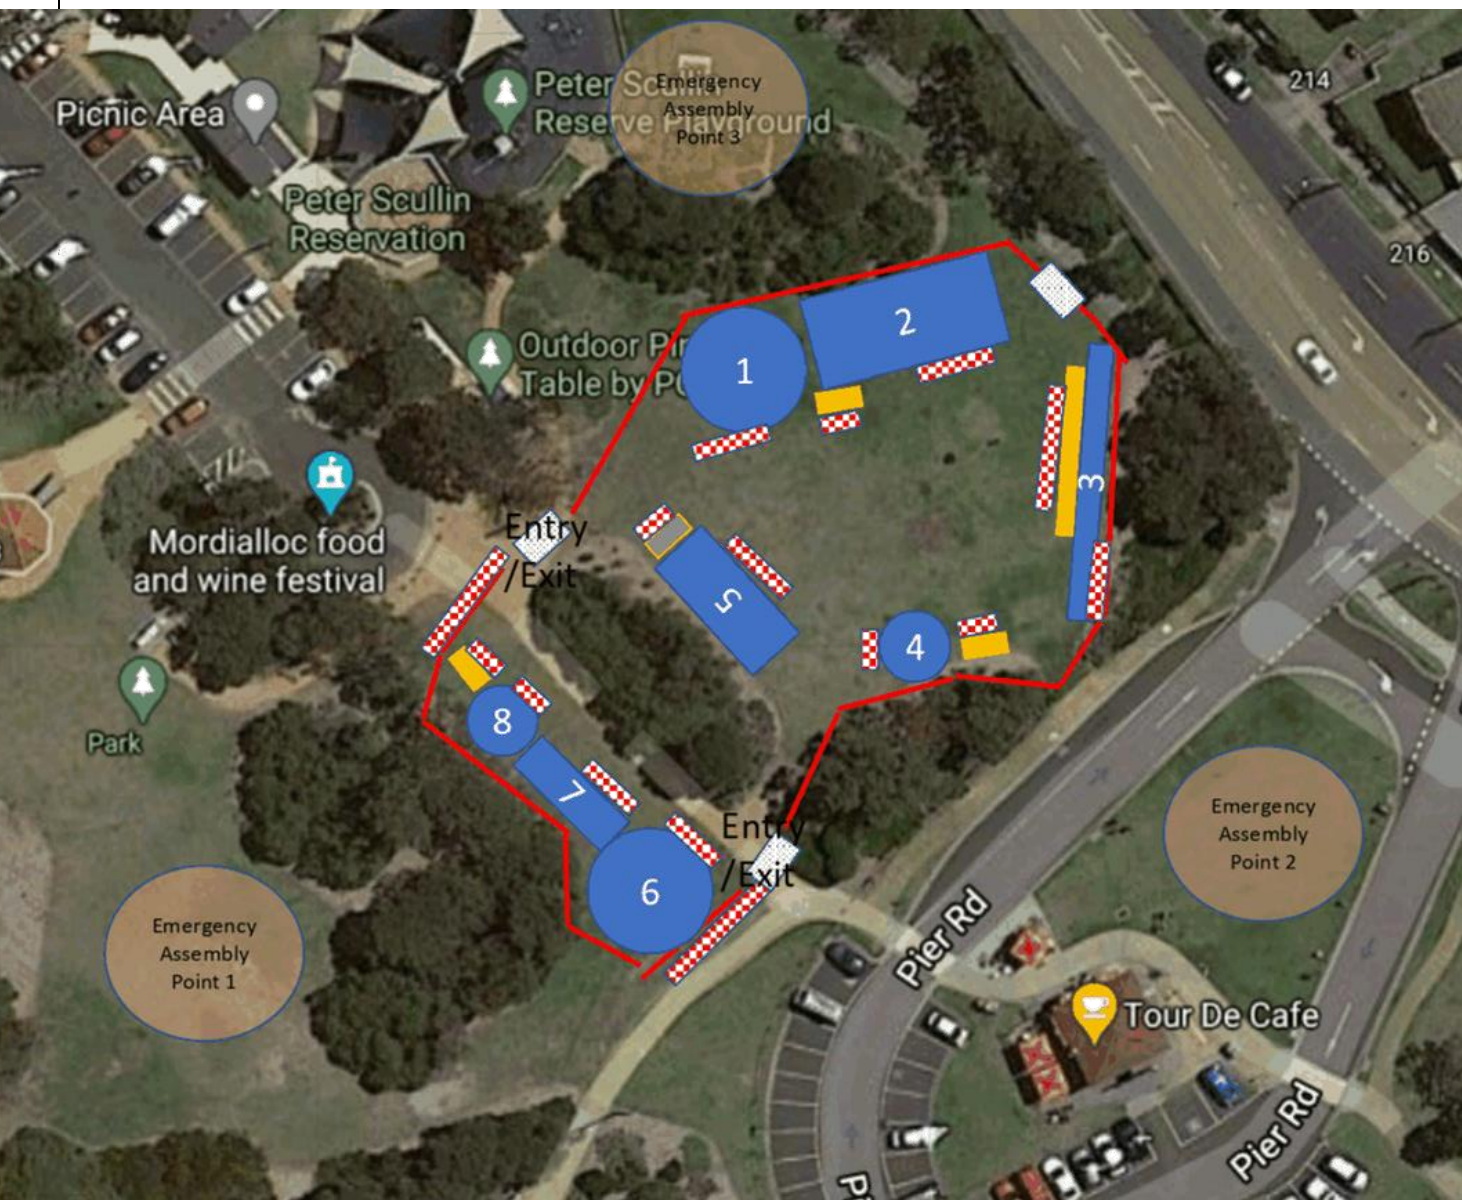 Picnic Area
Peter Scullin
Reserve Playground
Emergency
Assembly
Point 3
214
216
Peter Scullin
Reservation
Outdoor
Table by
1
2
3
4
5
6
7
8
Entry
/Exit
Mordialloc food
and wine festival
Park
Entry
/Exit
Emergency
Assembly
Point 2
Emergency
Assembly
Point 1
Pier Rd
Tour De Cafe
Pier Rd